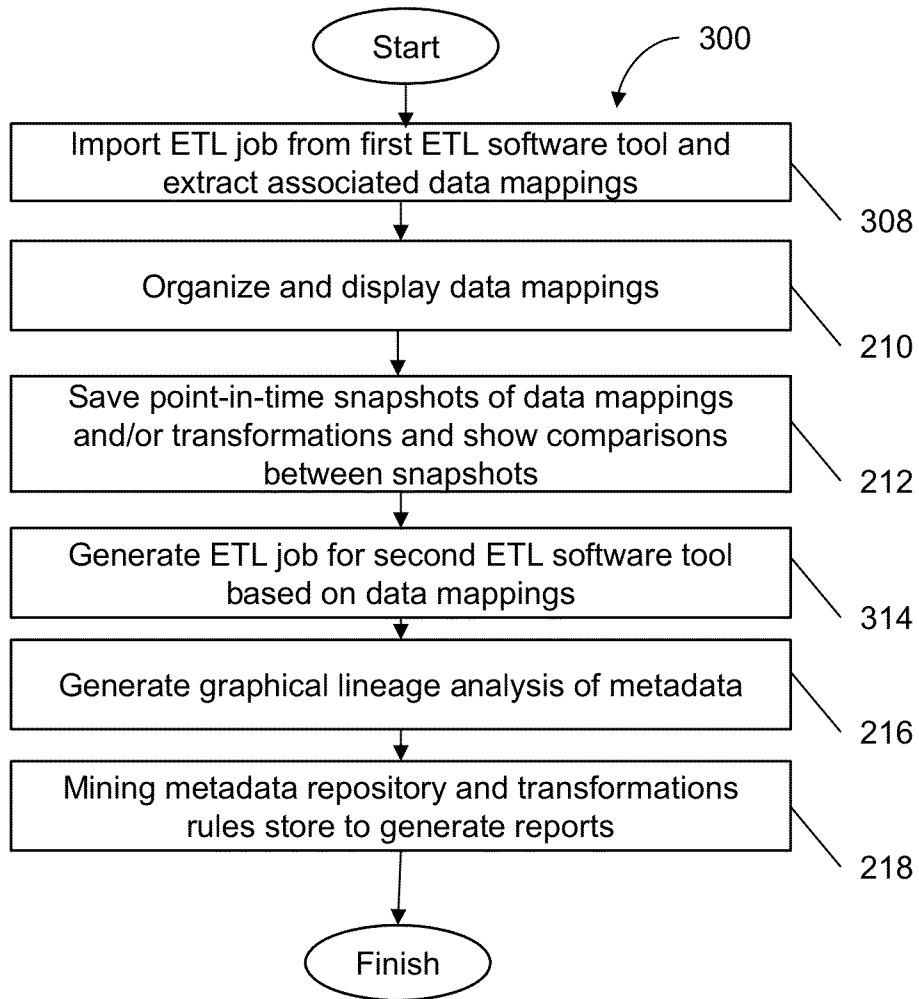 Start
300
Import ETL job from first ETL software tool and
extract associated data mappings
308
Organize and display data mappings
210
Save point-in-time snapshots of data mappings
and/or transformations and show comparisons
between snapshots
212
Generate ETL job for second ETL software tool
based on data mappings
314
Generate graphical lineage analysis of metadata
216
Mining metadata repository and transformations
rules store to generate reports
218
Finish